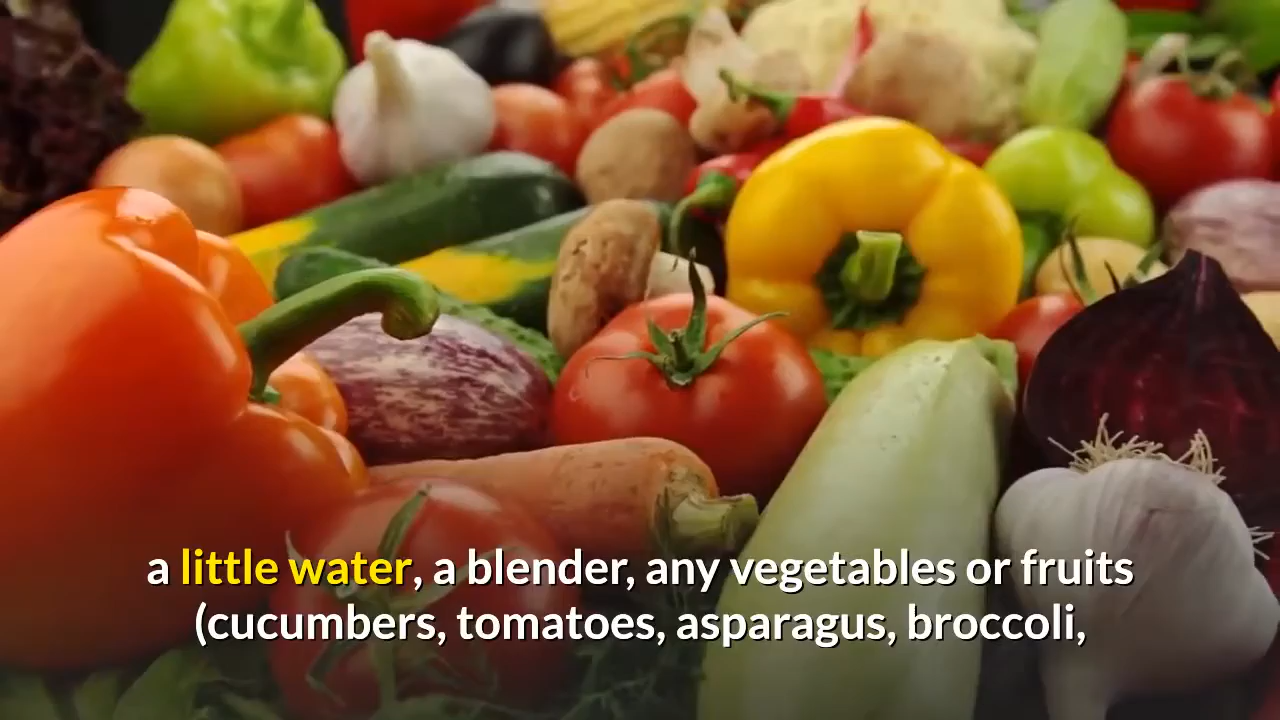 a little water, a blender, any vegetables or fruits
(cucumbers, tomatoes, asparagus, broccoli,